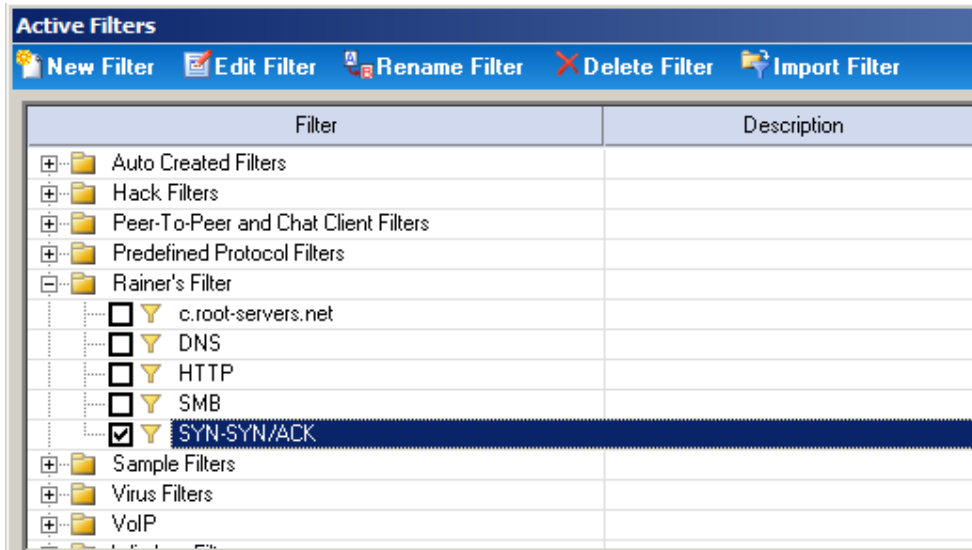 Active Filters
New Filter Edit Filter Rename Filter Delete Filter Import Filter
Filter Description
Auto Created Filters
Hack Filters
Peer-To-Peer and Chat Client Filters
Predefined Protocol Filters
Rainer's Filter
c.root-servers.net
DNS
HTTP
SMB
SYN-SYN/ACK
Sample Filters
Virus Filters
VoIP